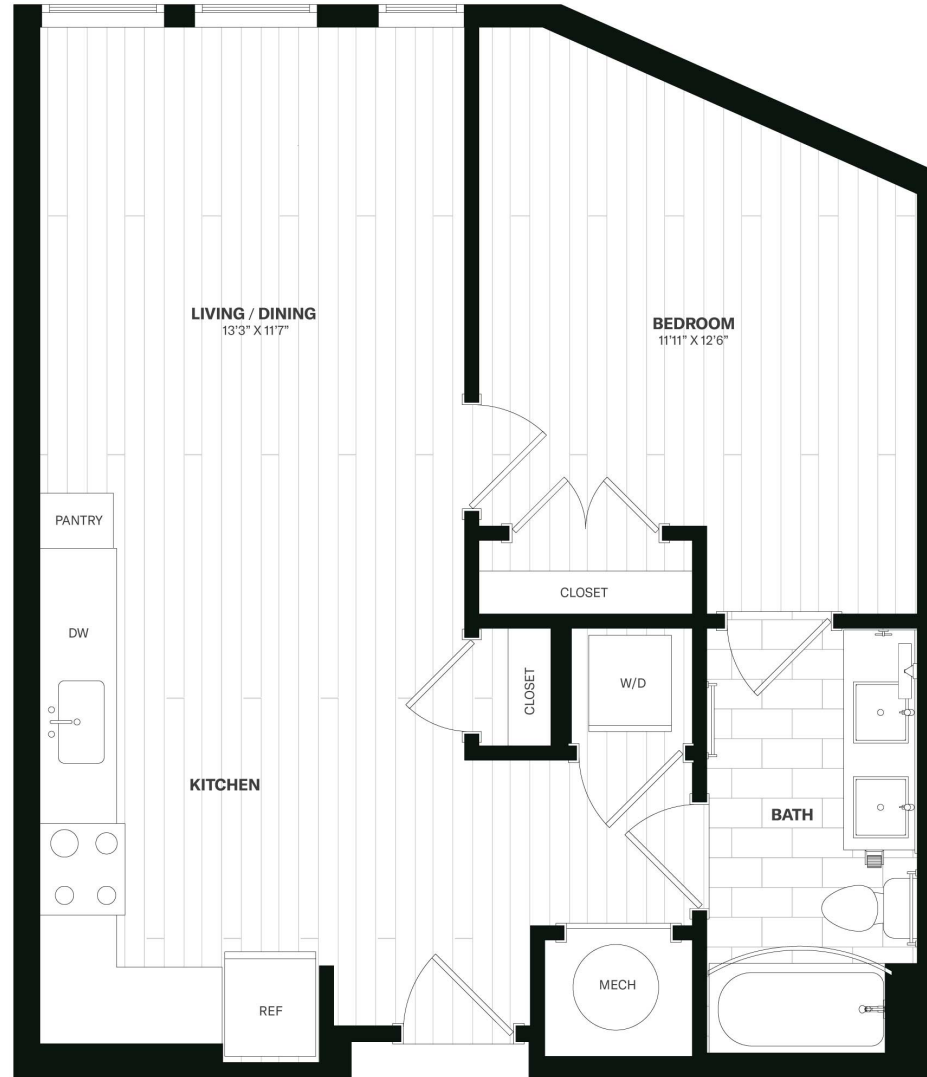 LIVING / DINING
13'3” X 11'7”
BEDROOM
11'11” X 12'6”
PANTRY
CLOSET
DW
CLOSET
W/D
KITCHEN
BATH
MECH
REF